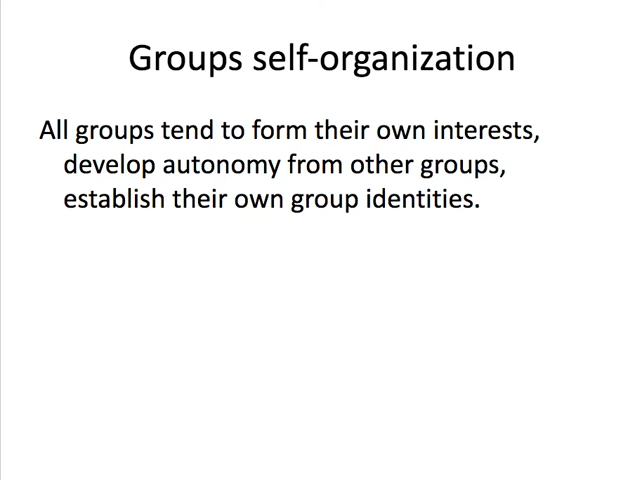 Groups self-organization
All groups tend to form their own interests,
develop autonomy from other groups,
establish their own group identities.